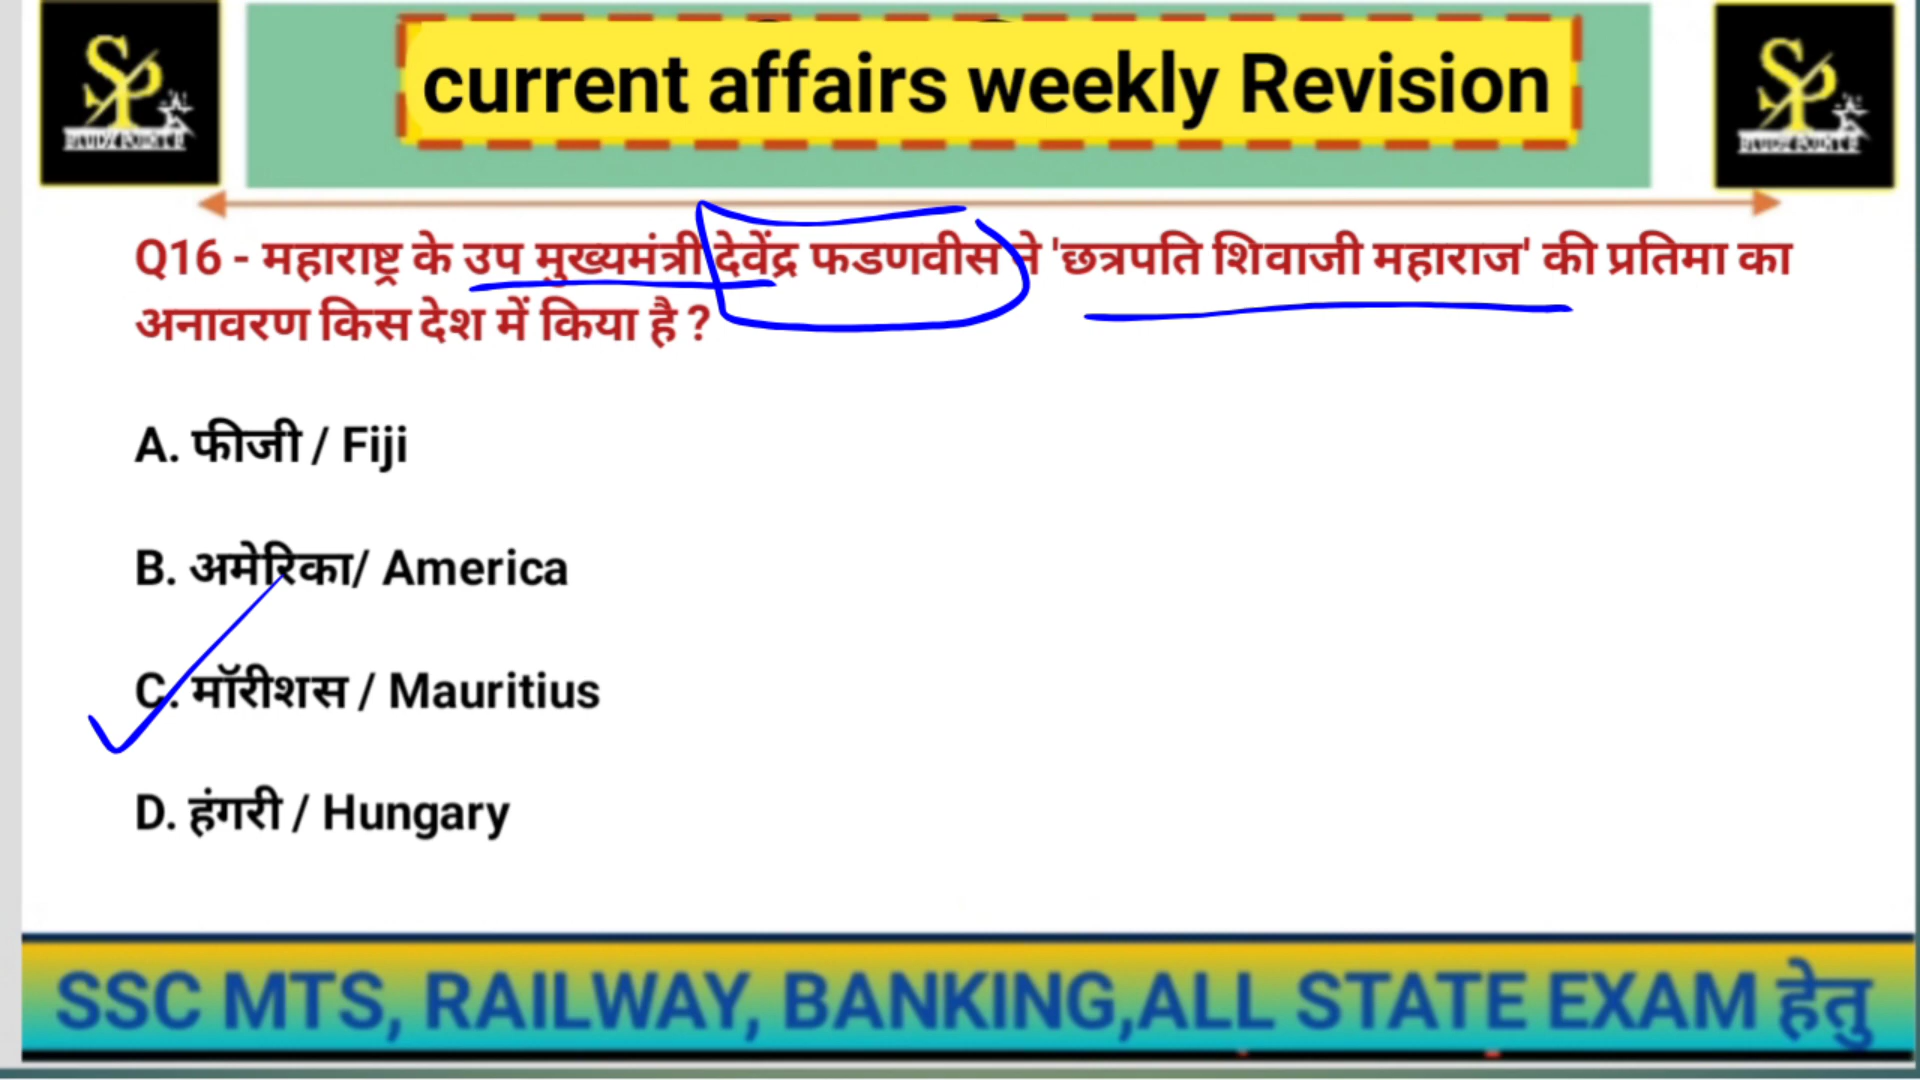 current affairs weekly Revision
Q16 - महाराष्ट्र के उप मुख्यमंत्री देवेंद्र फडणवीस ने 'छत्रपति शिवाजी महाराज' की प्रतिमा का
अनावरण किस देश में किया है ?
A. फीजी / Fiji
B. अमेरिका/ America
C. मॉरीशस / Mauritius
D. हंगरी / Hungary
SSC MTS, RAILWAY, BANKING,ALL STATE EXAM हेतु